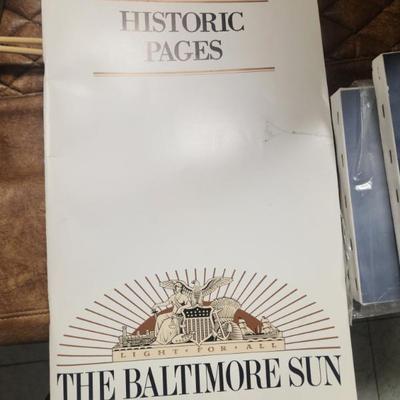 HISTORIC
PAGES
LIGHT·FOR·ALL
THE BALTIMORE SUN